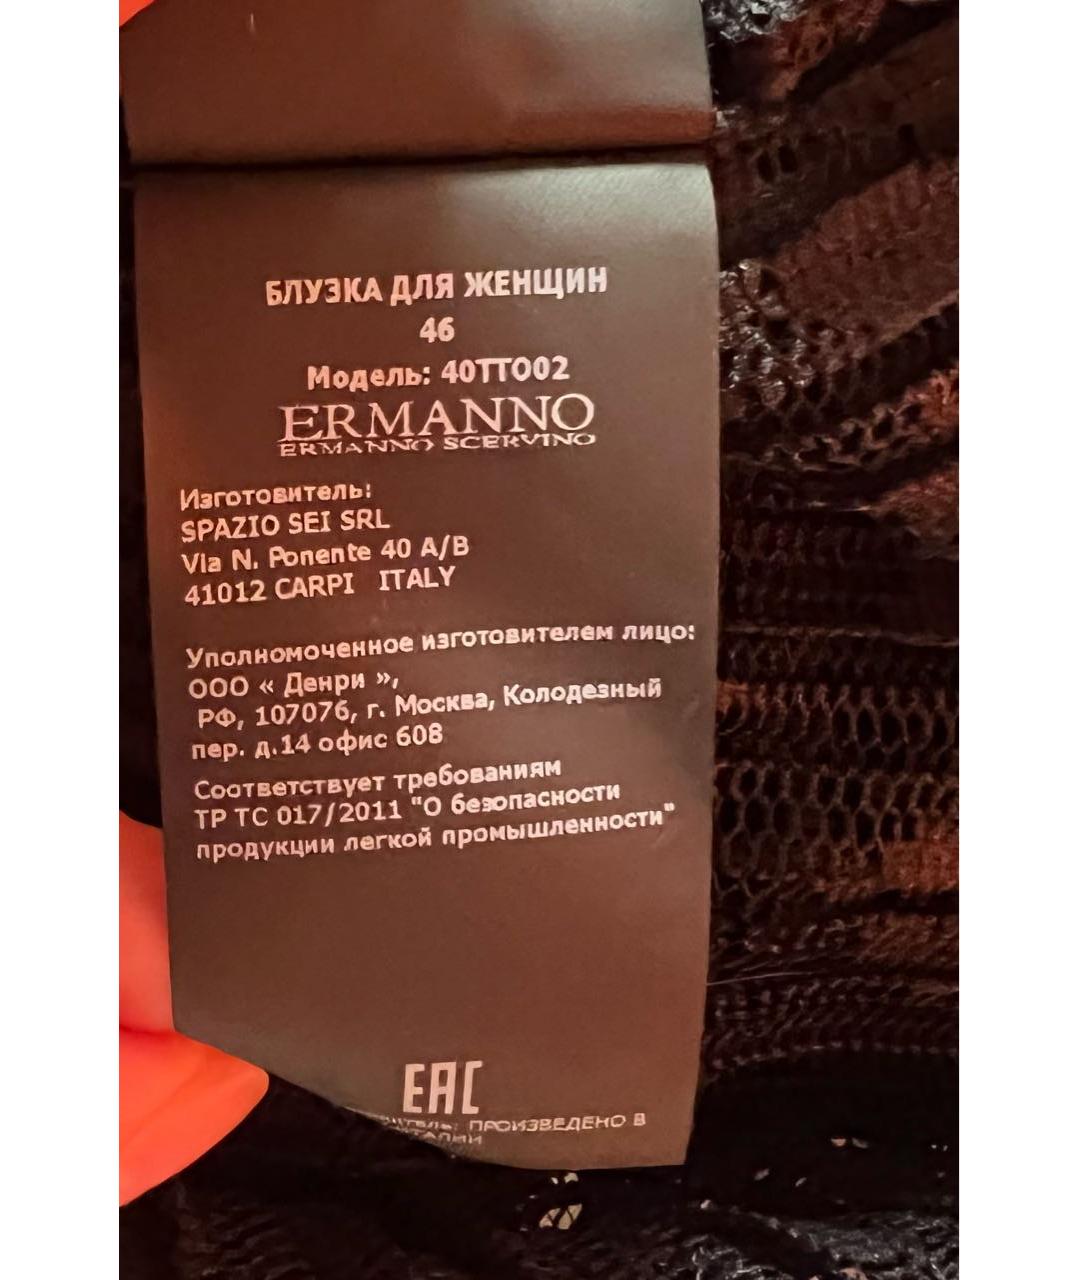 БЛУЗКА ДЛЯ ЖЕНЩИН
46
Модель: 40TTO02
ERMANNO
ERMANNO SCERVINO
Изготовитель:
SPAZIO SEI SRL
Via N. Ponente 40 A/B
41012 CARPI ITALY
Уполномоченное изготовителем лицо:
ООО « Денри »,
РФ, 107076, г. Москва, Колодезный
пер. д.14 офис 608
Соответствует требованиям
ТР ТС 017/2011 "О безопасности
продукции легкой промышленности"
EAC
ПРОИЗВЕДЕНО В